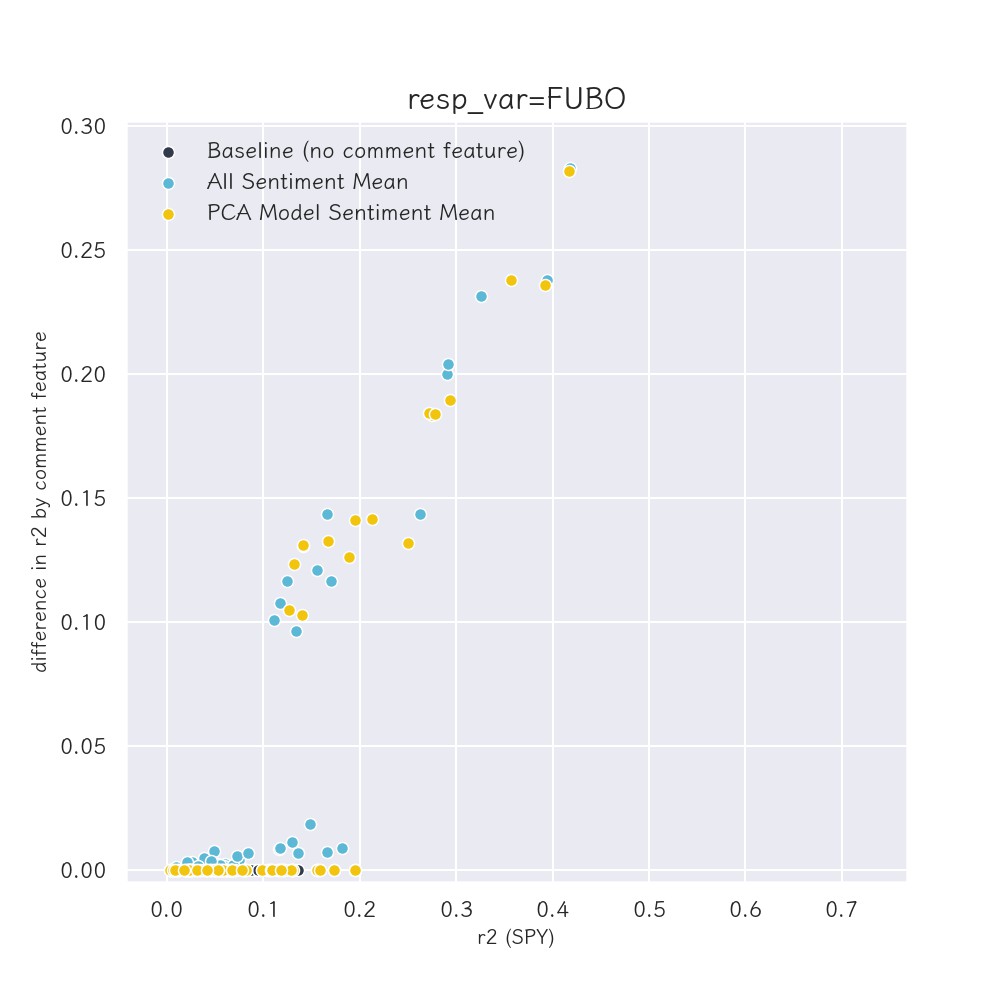 resp_var=FUBO
Baseline (no comment feature)
All Sentiment Mean
PCA Model Sentiment Mean
0.30
0.25
0.20
0.15
0.10
0.05
0.00
difference in r2 by comment feature
0.0 0.1 0.2 0.3 0.4 0.5 0.6 0.7
r2 (SPY)